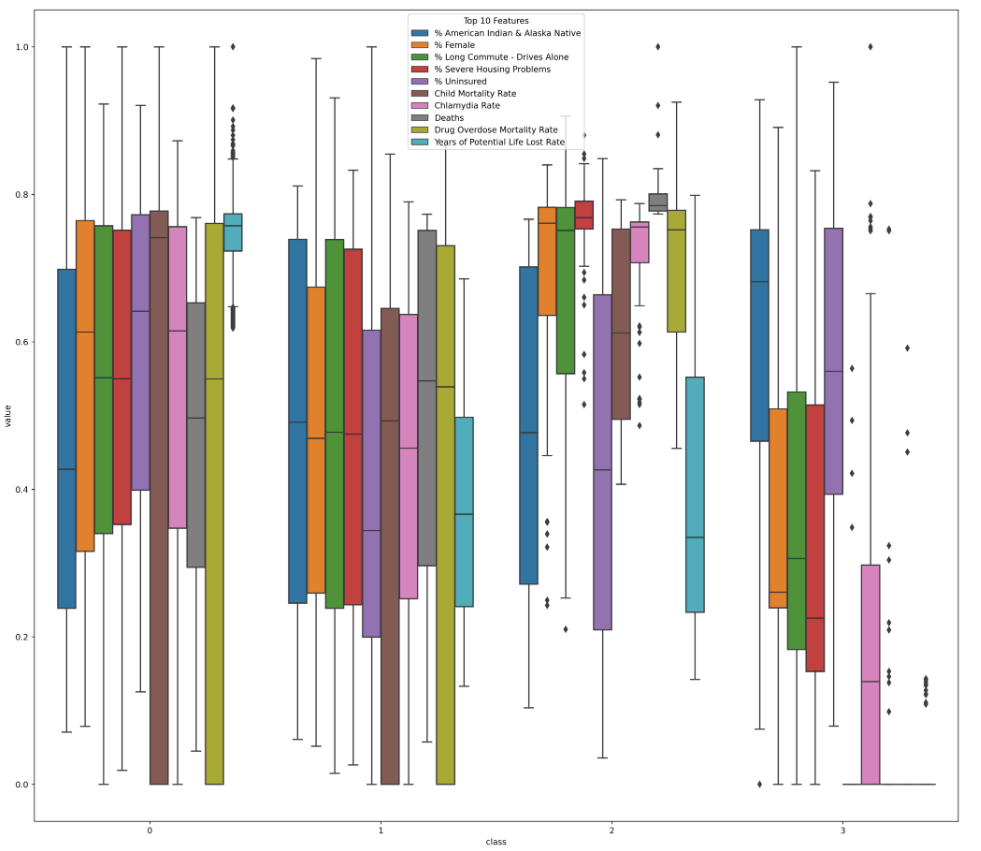 Top 10 Features
% American Indian & Alaska Native
% Female
% Long Commute - Drives Alone
% Severe Housing Problems
% Uninsured
Child Mortality Rate
Chlamydia Rate
Deaths
Drug Overdose Mortality Rate
Years of Potential Life Lost Rate
1.0
0.8
0.6
0.4
0.2
0.0
value
0
1
2
3
class